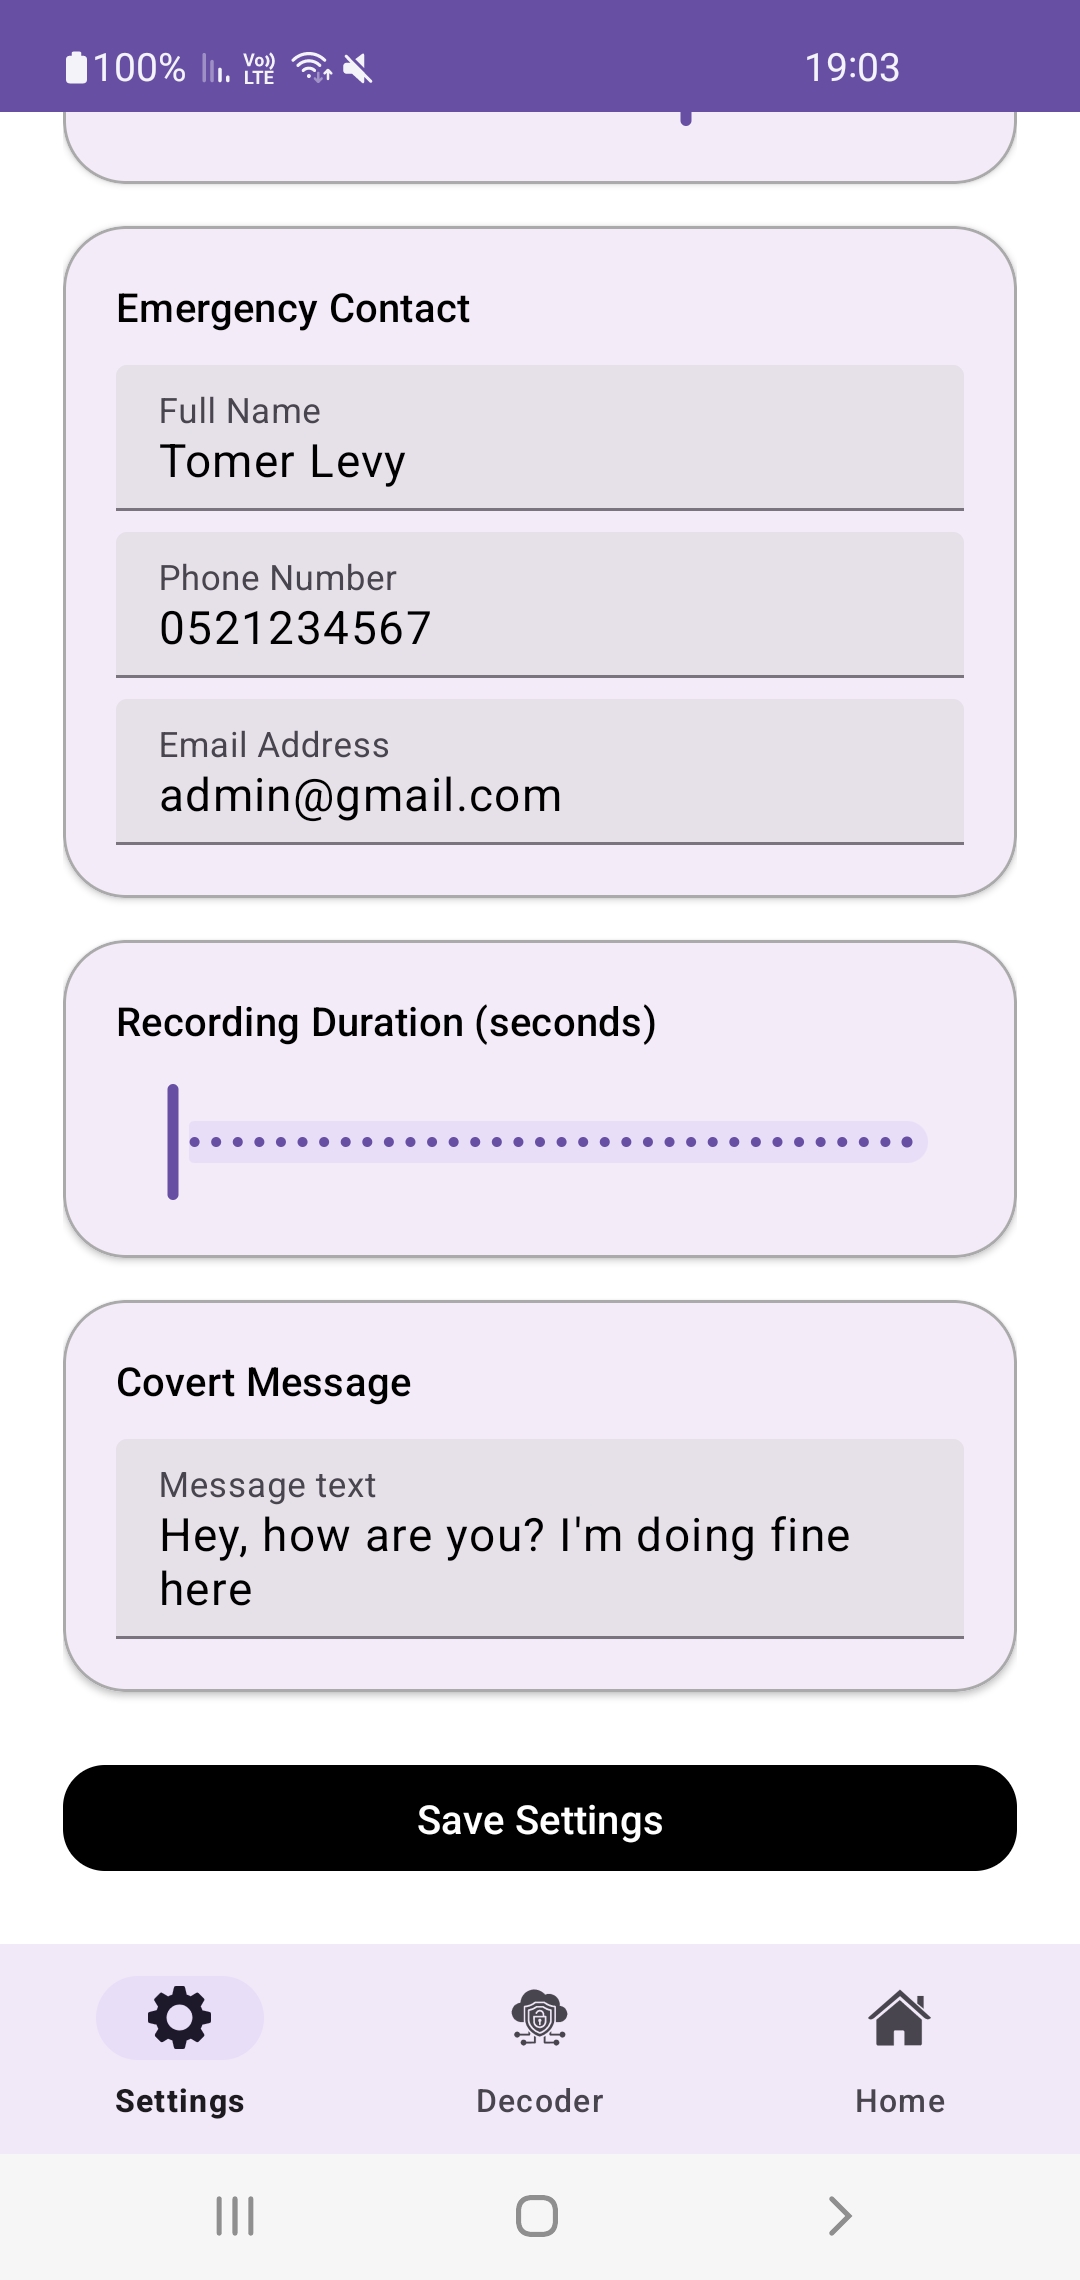 100% Vo)) LTE 19:03
Emergency Contact
Full Name
Tomer Levy
Phone Number
0521234567
Email Address
admin@gmail.com
Recording Duration (seconds)
Covert Message
Message text
Hey, how are you? I'm doing fine
here
Save Settings
Settings Decoder Home